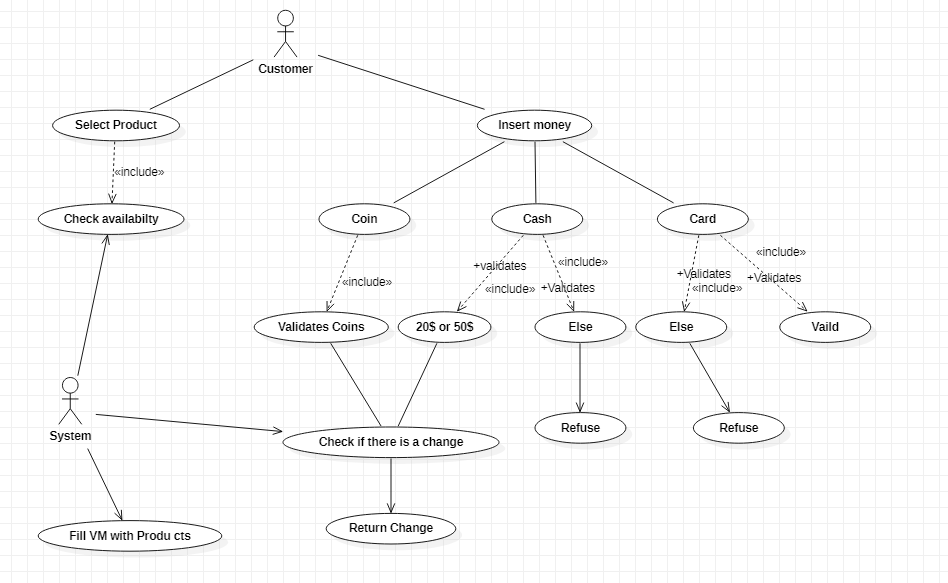 Customer
Select Product
Insert money
«include»
Check availabilty
Coin
Cash
Card
«include»
«include»
+validates
+Validates
+Validates
«include»
«include»
+Validates
«include»
Validates Coins
20$ or 50$
Else
Else
Vaild
System
Check if there is a change
Refuse
Refuse
Fill VM with Produ cts
Return Change